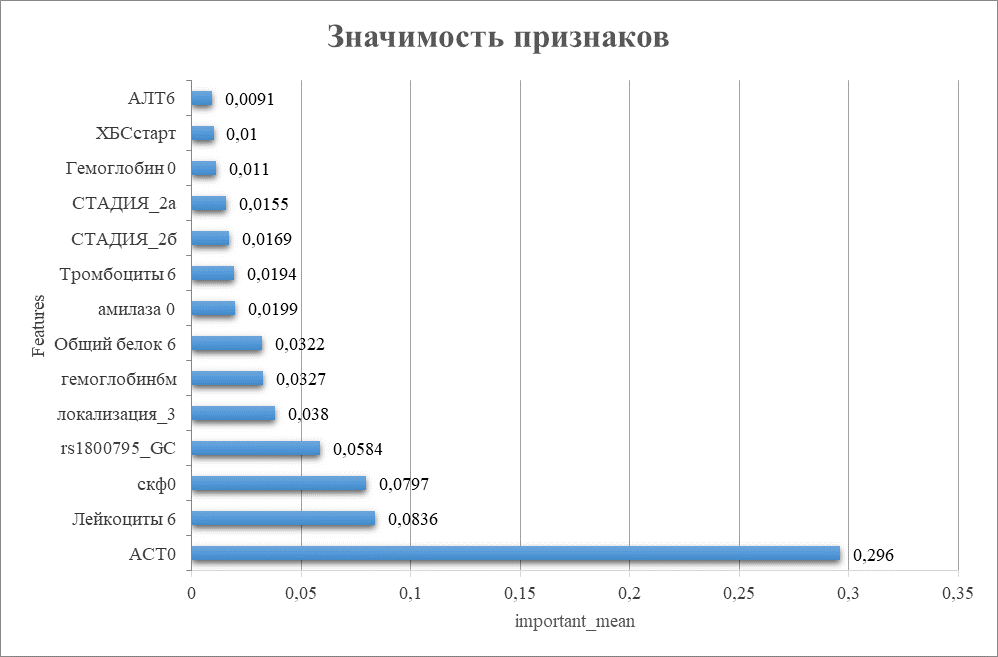 Значимость признаков
АЛТ6 0,0091
ХБСстарт 0,01
Гемоглобин 0 0,011
СТАДИЯ_2а 0,0155
СТАДИЯ_2б 0,0169
Тромбоциты 6 0,0194
амилаза 0 0,0199
Общий белок 6 0,0322
гемоглобин6м 0,0327
локализация_3 0,038
rs1800795_GC 0,0584
скф0 0,0797
Лейкоциты 6 0,0836
АСТ0 0,296
Features
0 0,05 0,1 0,15 0,2 0,25 0,3 0,35
important_mean